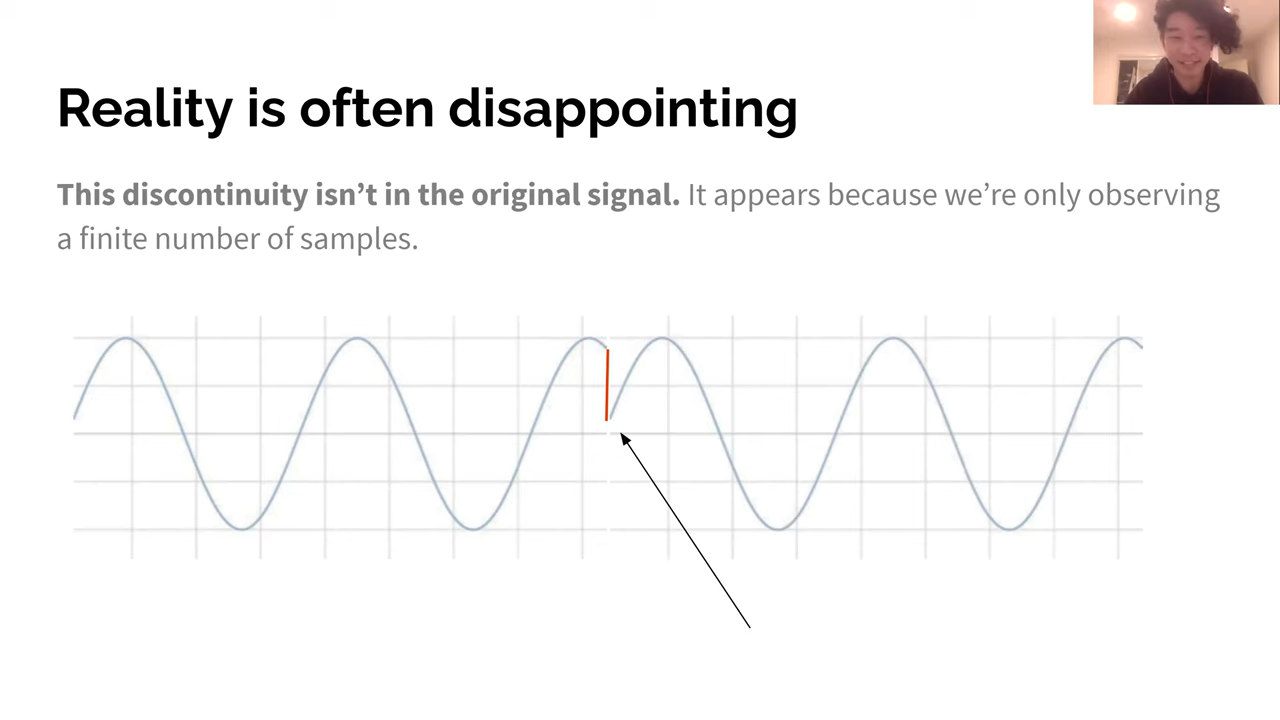 Reality is often disappointing
This discontinuity isn’t in the original signal. It appears because we’re only observing
a finite number of samples.